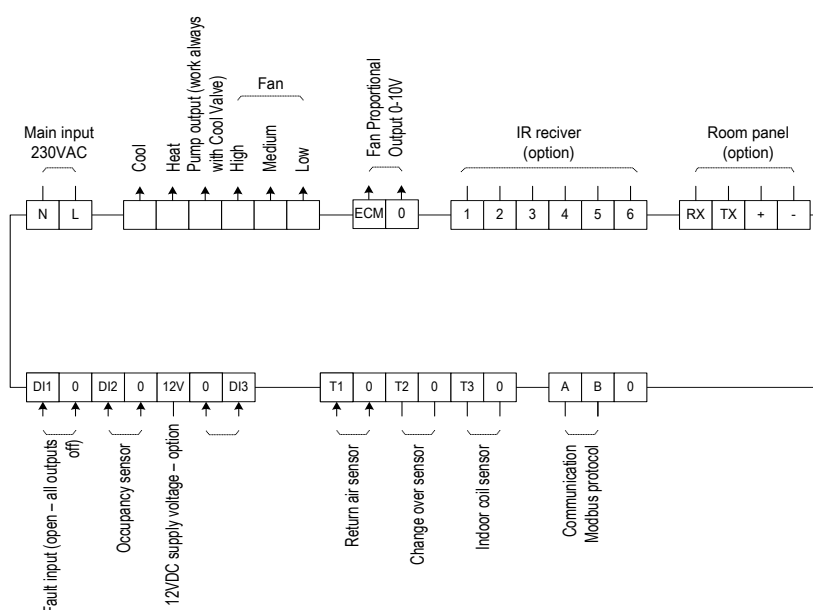 Main input
230VAC
Cool
Heat
Pump output (work always
with Cool Valve)
Fan
High
Medium
Low
Fan Proportional
Output 0-10V
IR reciver
(option)
Room panel
(option)
N L
ECM 0
1 2 3 4 5 6
RX TX + -
DI1 0 DI2 0 12V 0 DI3
T1 0 T2 0 T3 0
A B 0
Fault input (open – all outputs
off)
Occupancy sensor
12VDC supply voltage – option
Return air sensor
Change over sensor
Indoor coil sensor
Communication
Modbus protocol